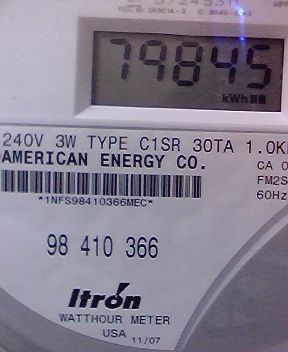 79845
kWh
240V 3W TYPE C1SR 30TA 1.0K
AMERICAN ENERGY CO.
CA 0
FM2S
60Hz
*1NFS98410366MEC*
98 410 366
Itron
WATTHOUR METER
USA 11/07